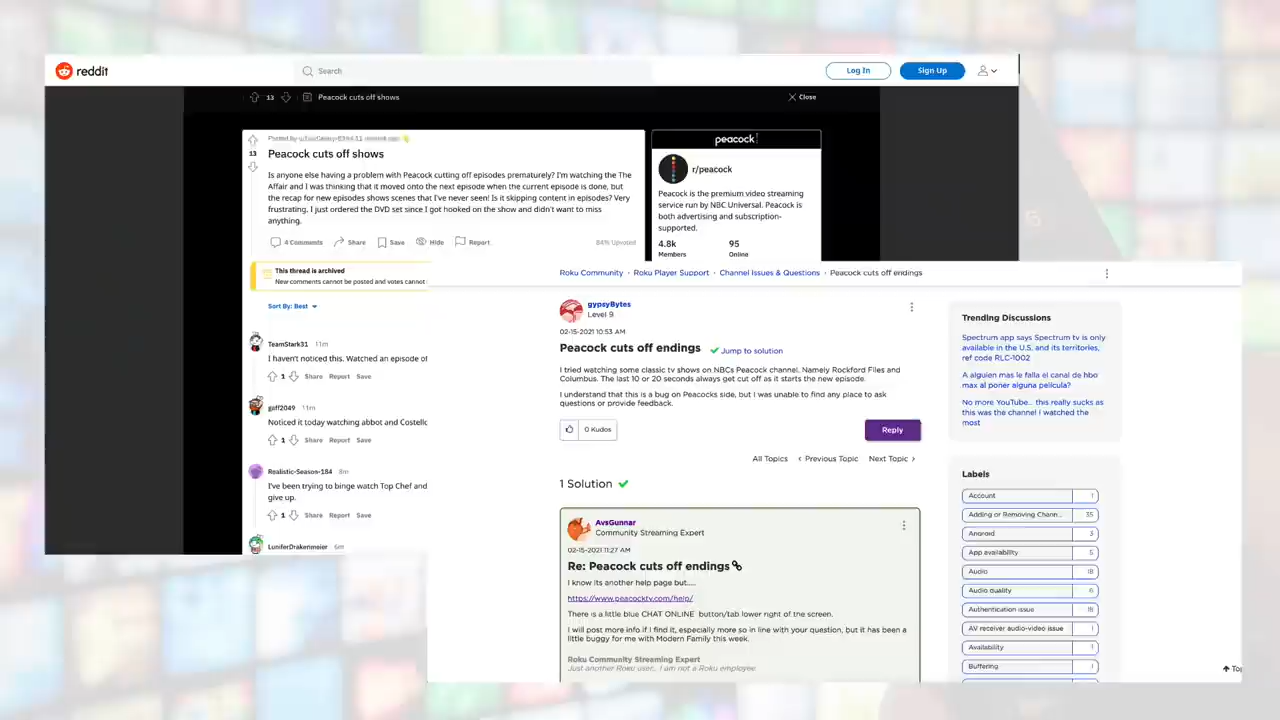 reddit
Search
Log In
Sign Up
13
Peacock cuts off shows
Close
13
Peacock cuts off shows
Is anyone else having a problem with Peacock cutting off episodes prematurely? I'm watching the The
Affair and I was thinking that it moved onto the next episode when the current episode is done, but
the recap for new episodes shows scenes that I've never seen! Is it skipping content in episodes? Very
frustrating, I just ordered the DVD set since I got hooked on the show and didn't want to miss
anything.
4 Comments Share Save Hide Report 84% Upvoted
peacock
r/peacock
Peacock is the premium video streaming
service run by NBC Universal. Peacock is
both advertising and subscription-
supported.
4.8k 95
Members Online
This thread is archived
New comments cannot be posted and votes cannot
Sort By: Best
TeamStark31 11m
I haven't noticed this. Watched an episode of
1 Share Report Save
geff2049 11m
Noticed it today watching abbot and Costello
1 Share Report Save
Realistic-Season-184 8m
I've been trying to binge watch Top Chef and
give up.
1 Share Report Save
LuniferDrakenmeier 6m
Roku Community · Roku Player Support · Channel Issues & Questions · Peacock cuts off endings
gypsyBytes
Level 9
02-15-2021 10:53 AM
Peacock cuts off endings Jump to solution
I tried watching some classic tv shows on NBCs Peacock channel. Namely Rockford Files and
Columbus. The last 10 or 20 seconds always get cut off as it starts the new episode.
I understand that this is a bug on Peacocks side, but I was unable to find any place to ask
questions or provide feedback.
0 Kudos
Reply
All Topics Previous Topic Next Topic
1 Solution
AvsGunnar
Community Streaming Expert
02-15-2021 11:27 AM
Re: Peacock cuts off endings
I know its another help page but.....
https://www.peacocktv.com/help/
There is a little blue CHAT ONLINE button/tab lower right of the screen.
I will post more info if I find it, especially more so in line with your question, but it has been a
little buggy for me with Modern Family this week.
Roku Community Streaming Expert
Just another Roku user... I am not a Roku employee
Trending Discussions
Spectrum app says Spectrum tv is only
available in the U.S. and its territories,
ref code RLC-1002
A alguien mas le falla el canal de hbo
max al poner alguna película?
No more YouTube... this really sucks as
this was the channel I watched the
most
Labels
Account 1
Adding or Removing Chann... 35
Android 3
App availability 5
Audio 18
Audio quality 6
Authentication issue 18
AV receiver audio-video issue 1
Availability 1
Buffering 1
Top